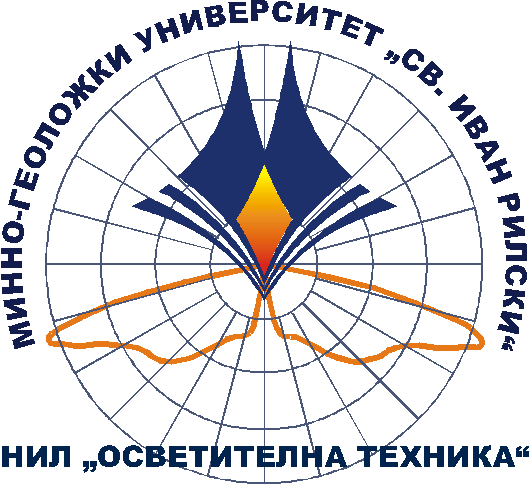 МИННО-ГЕОЛОЖКИ УНИВЕРСИТЕТ „СВ. ИВАН РИЛСКИ“
НИЛ „ОСВЕТИТЕЛНА ТЕХНИКА“